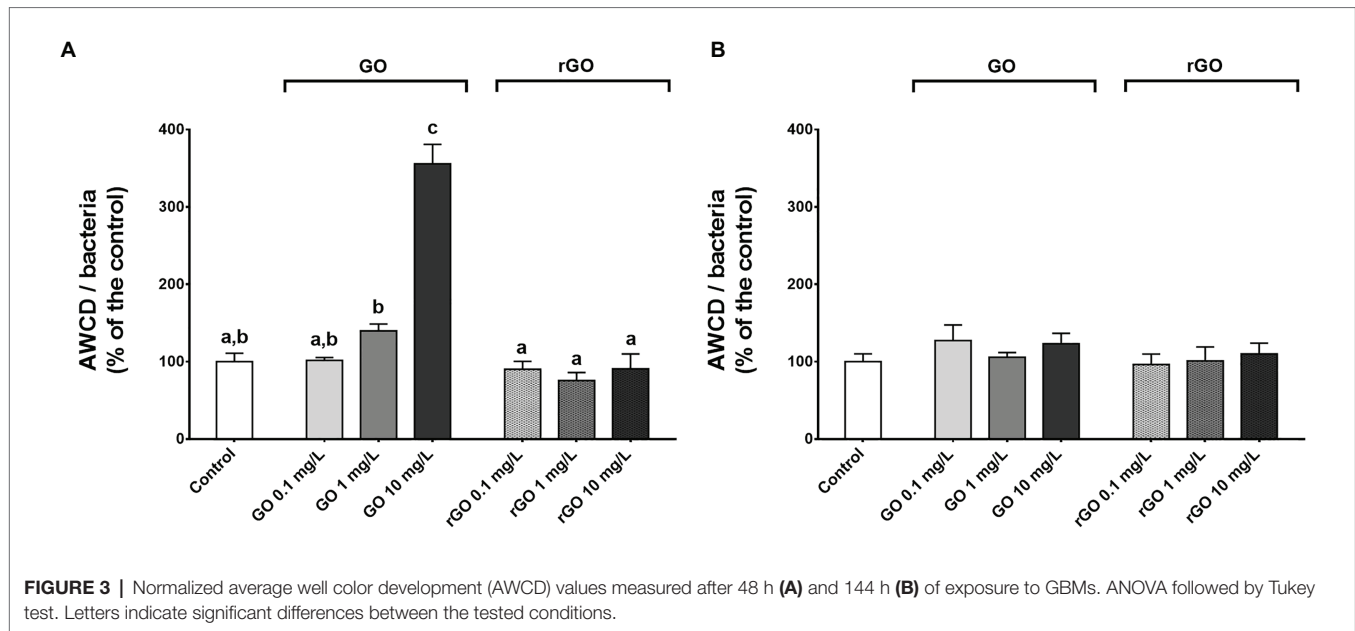 A
GO
rGO
AWCD / bacteria
(% of the control)
400
300
200
100
0
a,b
a,b
b
c
a
a
a
Control
GO 0.1 mg/L
GO 1 mg/L
GO 10 mg/L
rGO 0.1 mg/L
rGO 1 mg/L
rGO 10 mg/L
B
GO
rGO
AWCD / bacteria
(% of the control)
400
300
200
100
0
Control
GO 0.1 mg/L
GO 1 mg/L
GO 10 mg/L
rGO 0.1 mg/L
rGO 1 mg/L
rGO 10 mg/L
FIGURE 3 | Normalized average well color development (AWCD) values measured after 48 h (A) and 144 h (B) of exposure to GBMs. ANOVA followed by Tukey
test. Letters indicate significant differences between the tested conditions.